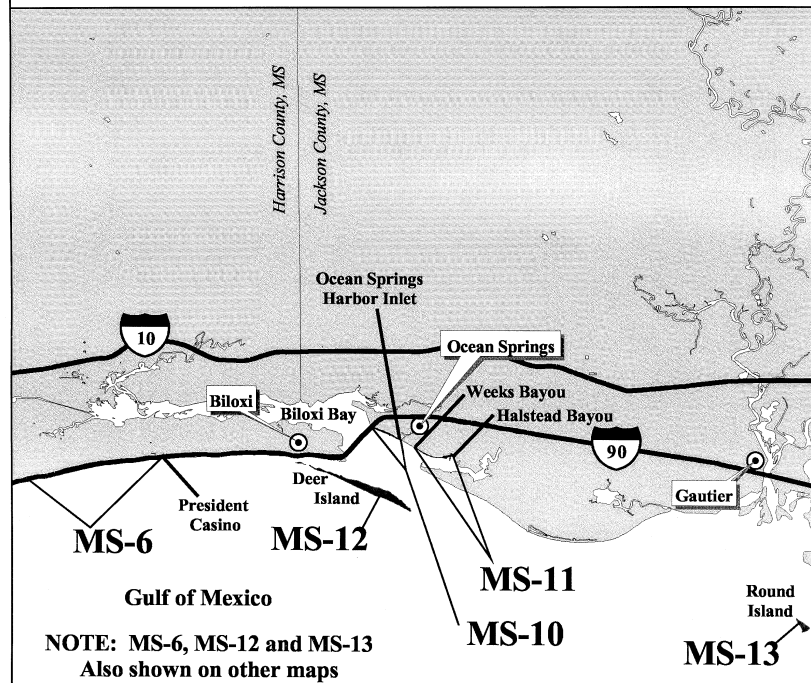 Harrison County, MS
Jackson County, MS
Ocean Springs
Harbor Inlet
10
Ocean Springs
Weeks Bayou
Biloxi
Biloxi Bay
Halstead Bayou
90
Deer
Island
President
Casino
Gautier
MS-6
MS-12
MS-11
Gulf of Mexico
Round
Island
MS-10
MS-13
NOTE: MS-6, MS-12 and MS-13
Also shown on other maps